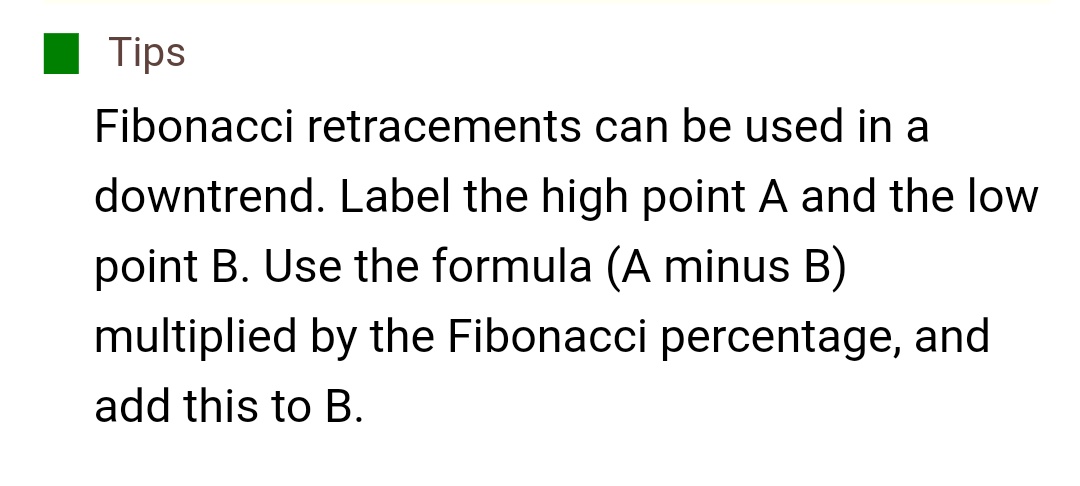 Tips
Fibonacci retracements can be used in a
downtrend. Label the high point A and the low
point B. Use the formula (A minus B)
multiplied by the Fibonacci percentage, and
add this to B.